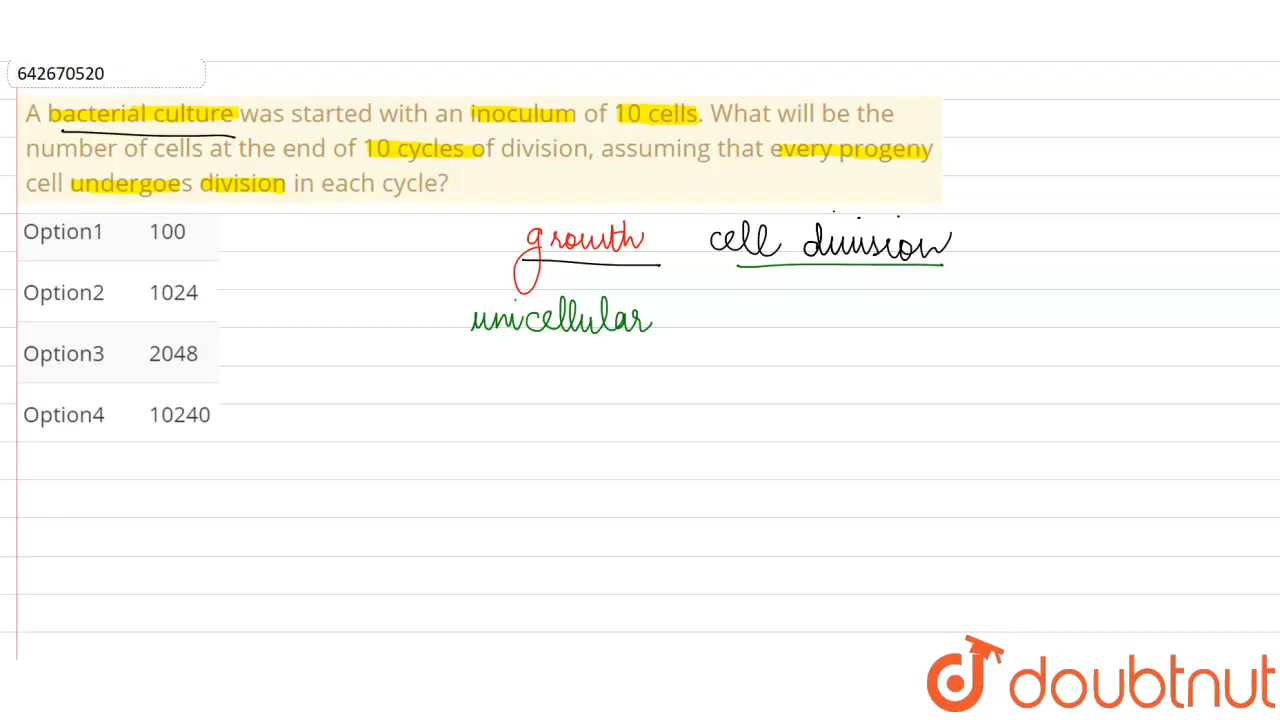 642670520
A bacterial culture was started with an inoculum of 10 cells. What will be the
number of cells at the end of 10 cycles of division, assuming that every progeny
cell undergoes division in each cycle?
Option1 100
growth cell division
Option2 1024
unicellular
Option3 2048
Option4 10240
doubtnut